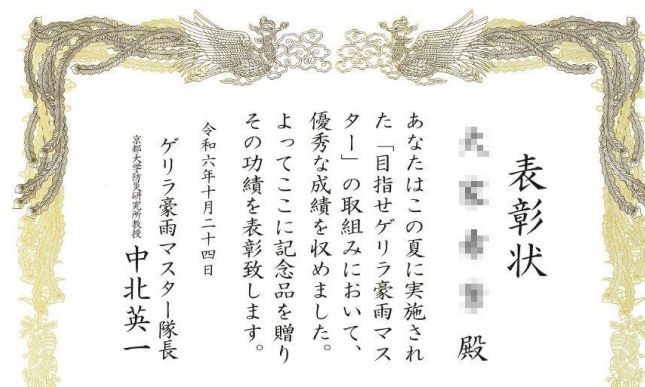 表彰状
殿
あなたはこの夏に実施され
た「目指せゲリラ豪雨マス
ター」の取組みにおいて、
優秀な成績を収めました。
よってここに記念品を贈り
その功績を表彰致します。
令和六年十月二十四日
ゲリラ豪雨マスター隊長
京都大学防災研究所教授 中北英一